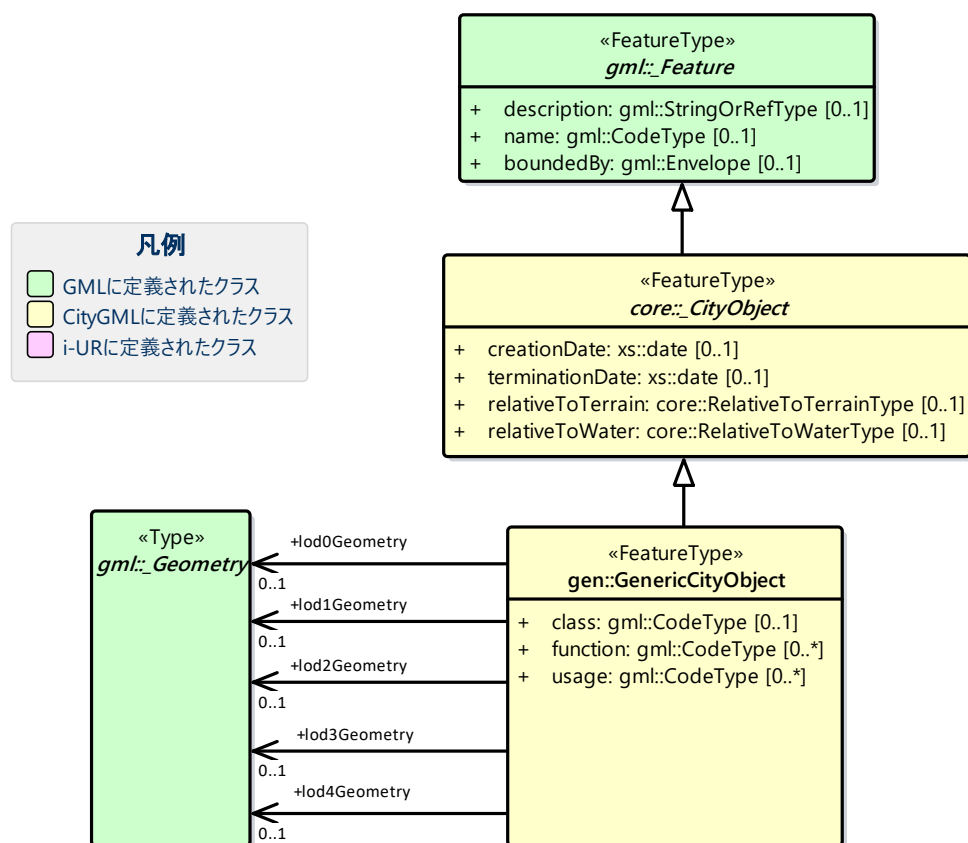 «FeatureType»
gml::_Feature
+ description: gml::StringOrRefType [0..1]
+ name: gml::CodeType [0..1]
+ boundedBy: gml::Envelope [0..1]
凡例
GMLに定義されたクラス
CityGMLに定義されたクラス
i-URに定義されたクラス
«FeatureType»
core::_CityObject
+ creationDate: xs::date [0..1]
+ terminationDate: xs::date [0..1]
+ relativeToTerrain: core::RelativeToTerrainType [0..1]
+ relativeToWater: core::RelativeToWaterType [0..1]
«Type»
gml::_Geometry
+lod0Geometry
0..1
+lod1Geometry
0..1
+lod2Geometry
0..1
+lod3Geometry
0..1
+lod4Geometry
0..1
«FeatureType»
gen::GenericCityObject
+ class: gml::CodeType [0..1]
+ function: gml::CodeType [0..*]
+ usage: gml::CodeType [0..*]